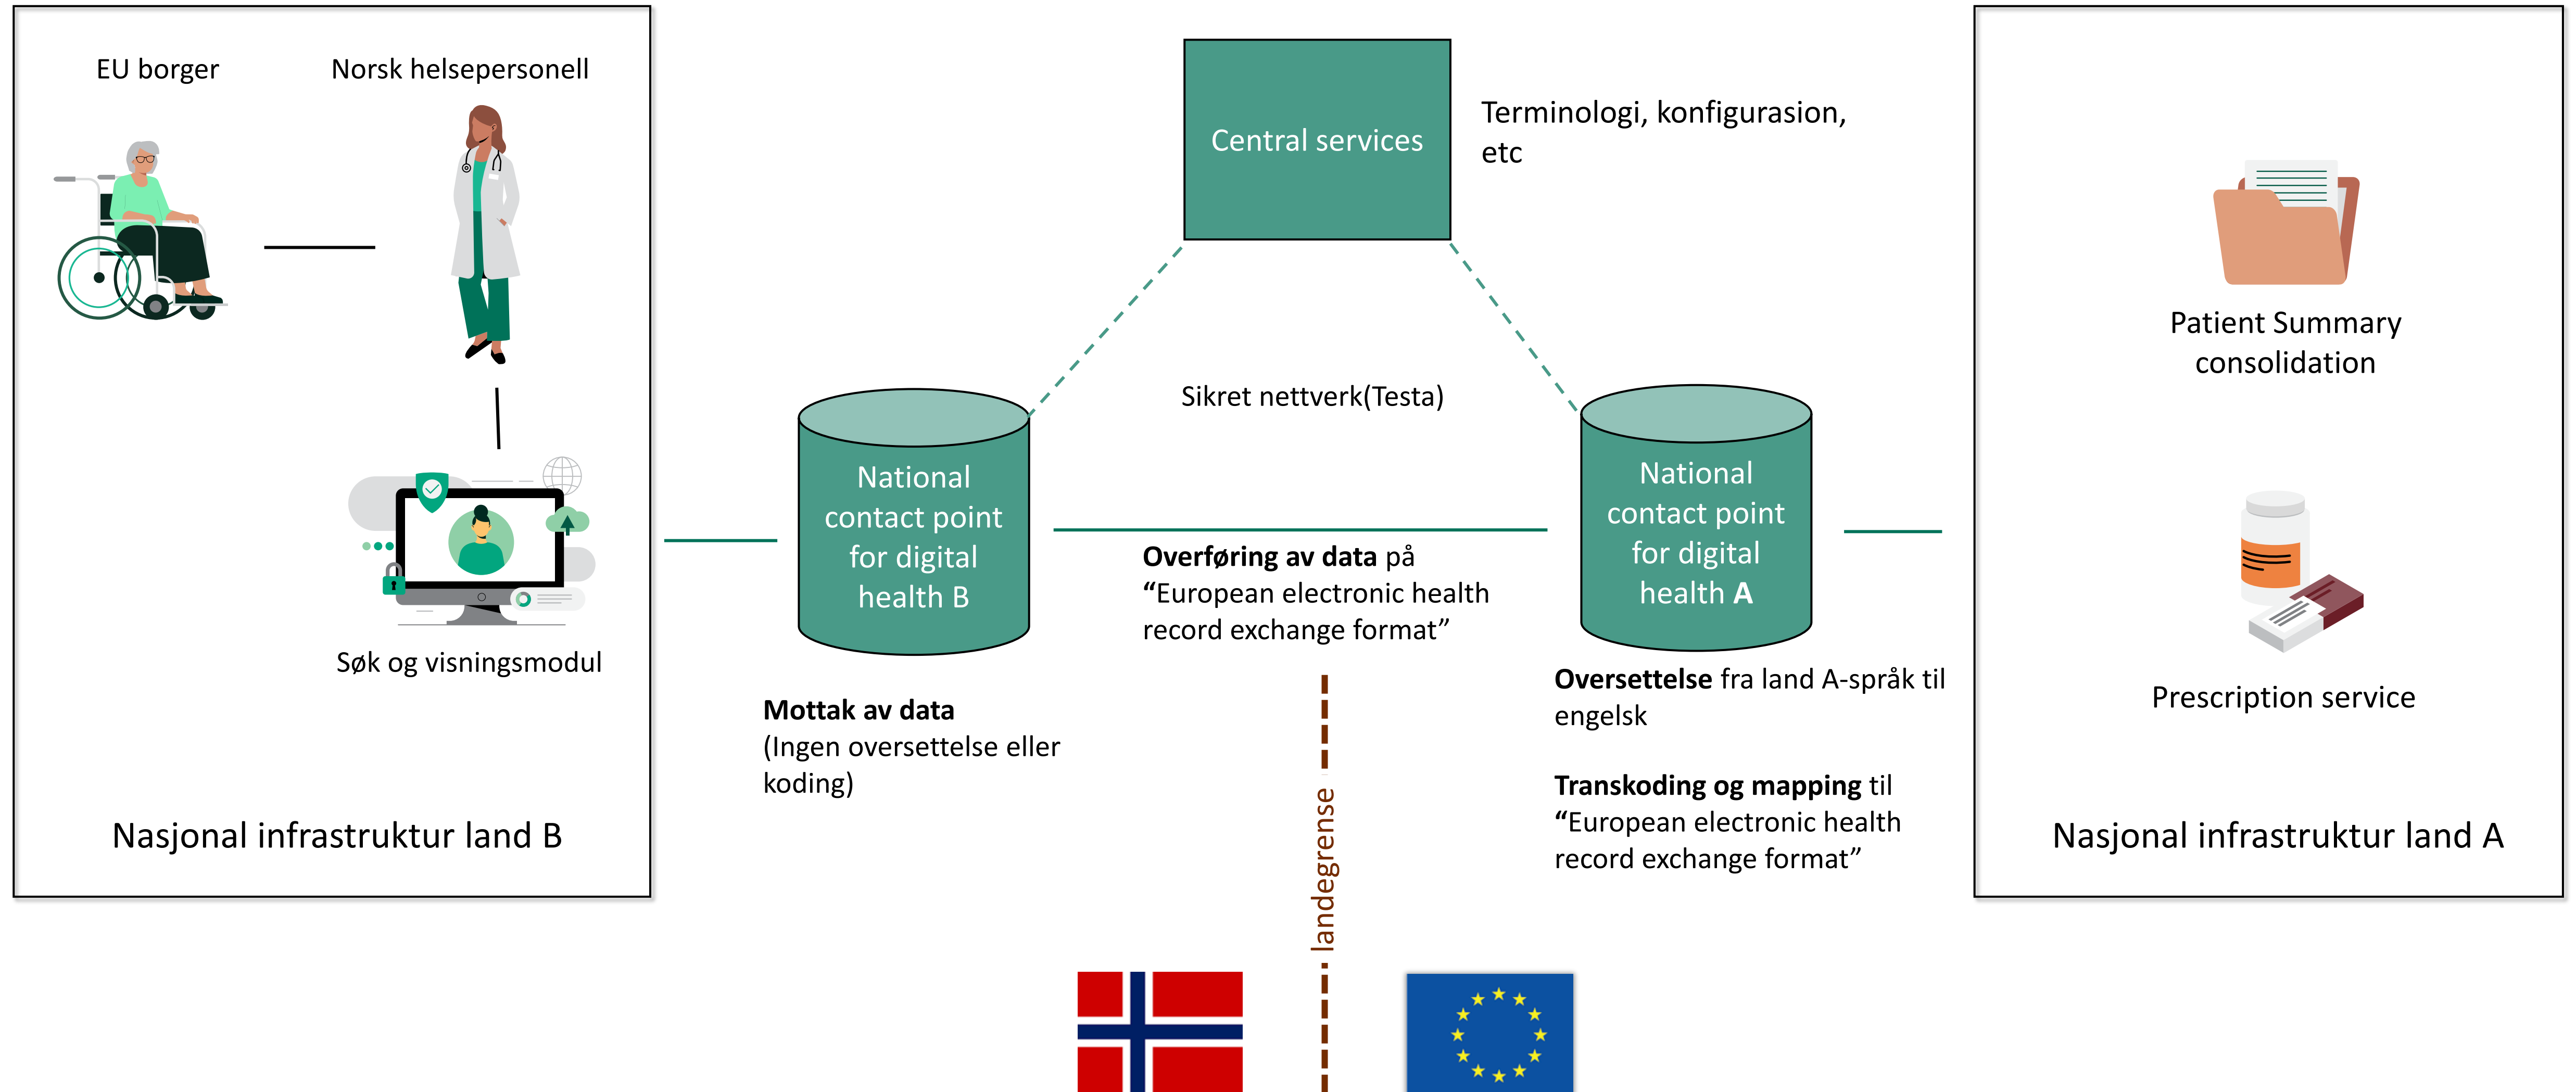 EU borger
Norsk helsepersonell
Søk og visningsmodul
Nasjonal infrastruktur land B
Central services
Terminologi, konfigurasion,
etc
Sikret nettverk(Testa)
National
contact point
for digital
health B
Mottak av data
(Ingen oversettelse eller
koding)
Overføring av data på
“European electronic health
record exchange format”
landegrense
National
contact point
for digital
health A
Oversettelse fra land A-språk til
engelsk
Transkoding og mapping til
“European electronic health
record exchange format”
Patient Summary
consolidation
Prescription service
Nasjonal infrastruktur land A